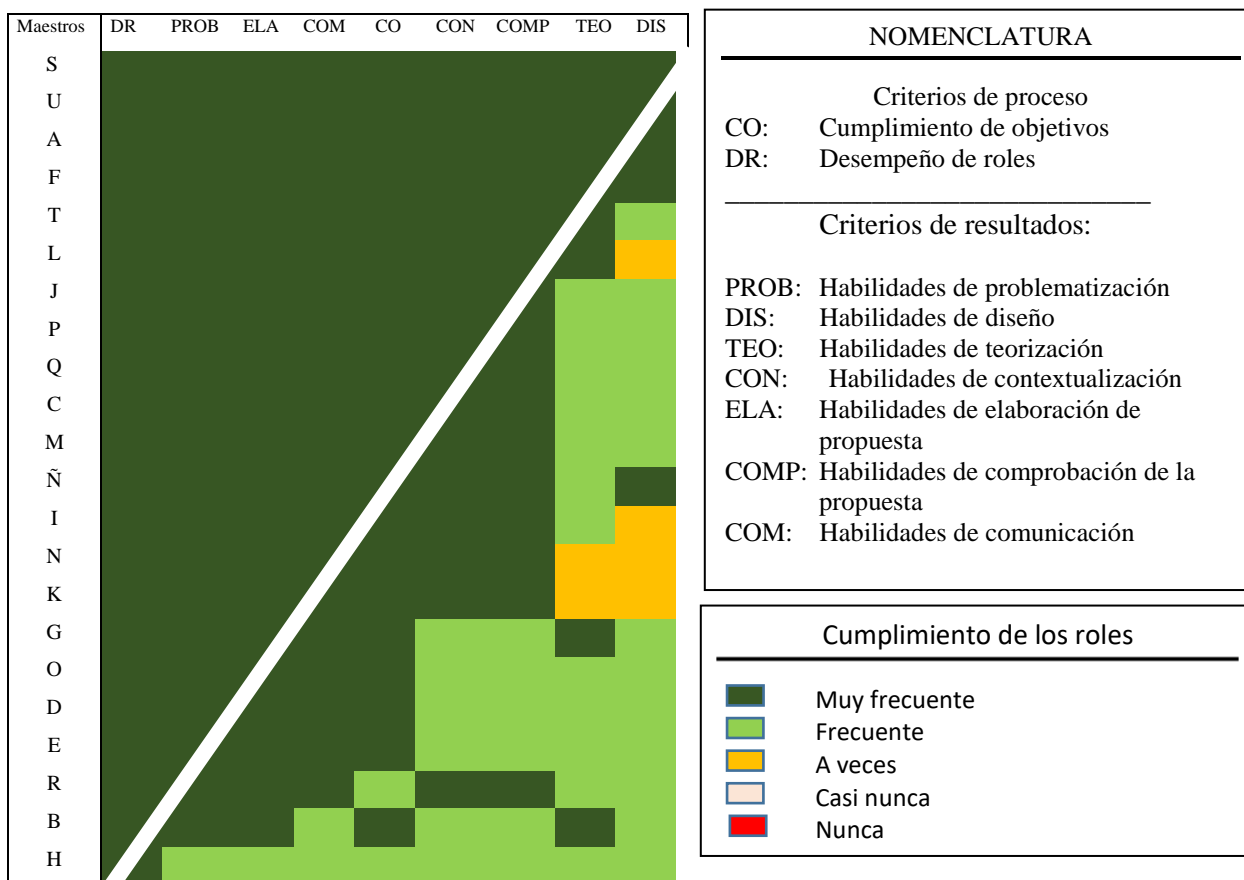 Maestros DR PROB ELA COM CO CON COMP TEO DIS
S
U
A
F
T
L
J
P
Q
C
M
Ñ
I
N
K
G
O
D
E
R
B
H
NOMENCLATURA
Criterios de proceso
CO: Cumplimiento de objetivos
DR: Desempeño de roles
Criterios de resultados:
PROB: Habilidades de problematización
DIS: Habilidades de diseño
TEO: Habilidades de teorización
CON: Habilidades de contextualización
ELA: Habilidades de elaboración de
propuesta
COMP: Habilidades de comprobación de la
propuesta
COM: Habilidades de comunicación
Cumplimiento de los roles
Muy frecuente
Frecuente
A veces
Casi nunca
Nunca